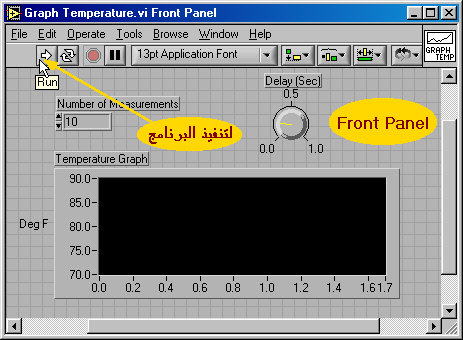 Graph Temperature.vi Front Panel
File Edit Operate Tools Browse Window Help
13pt Application Font
GRAPH
TEMP
Run
Delay (Sec)
0.5
0.0 1.0
Number of Measurements
10
لتنفيذ البرنامج
Front Panel
Temperature Graph
Deg F
90.0
85.0
80.0
75.0
70.0
0.0 0.2 0.4 0.6 0.8 1.0 1.2 1.4 1.6 1.7